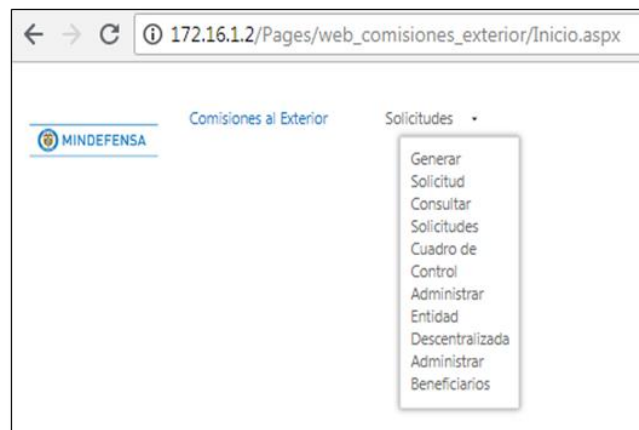 172.16.1.2/Pages/web_comisiones_exterior/Inicio.aspx
MINDEFENSA
Comisiones al Exterior
Solicitudes
Generar
Solicitud
Consultar
Solicitudes
Cuadro de
Control
Administrar
Entidad
Descentralizada
Administrar
Beneficiarios